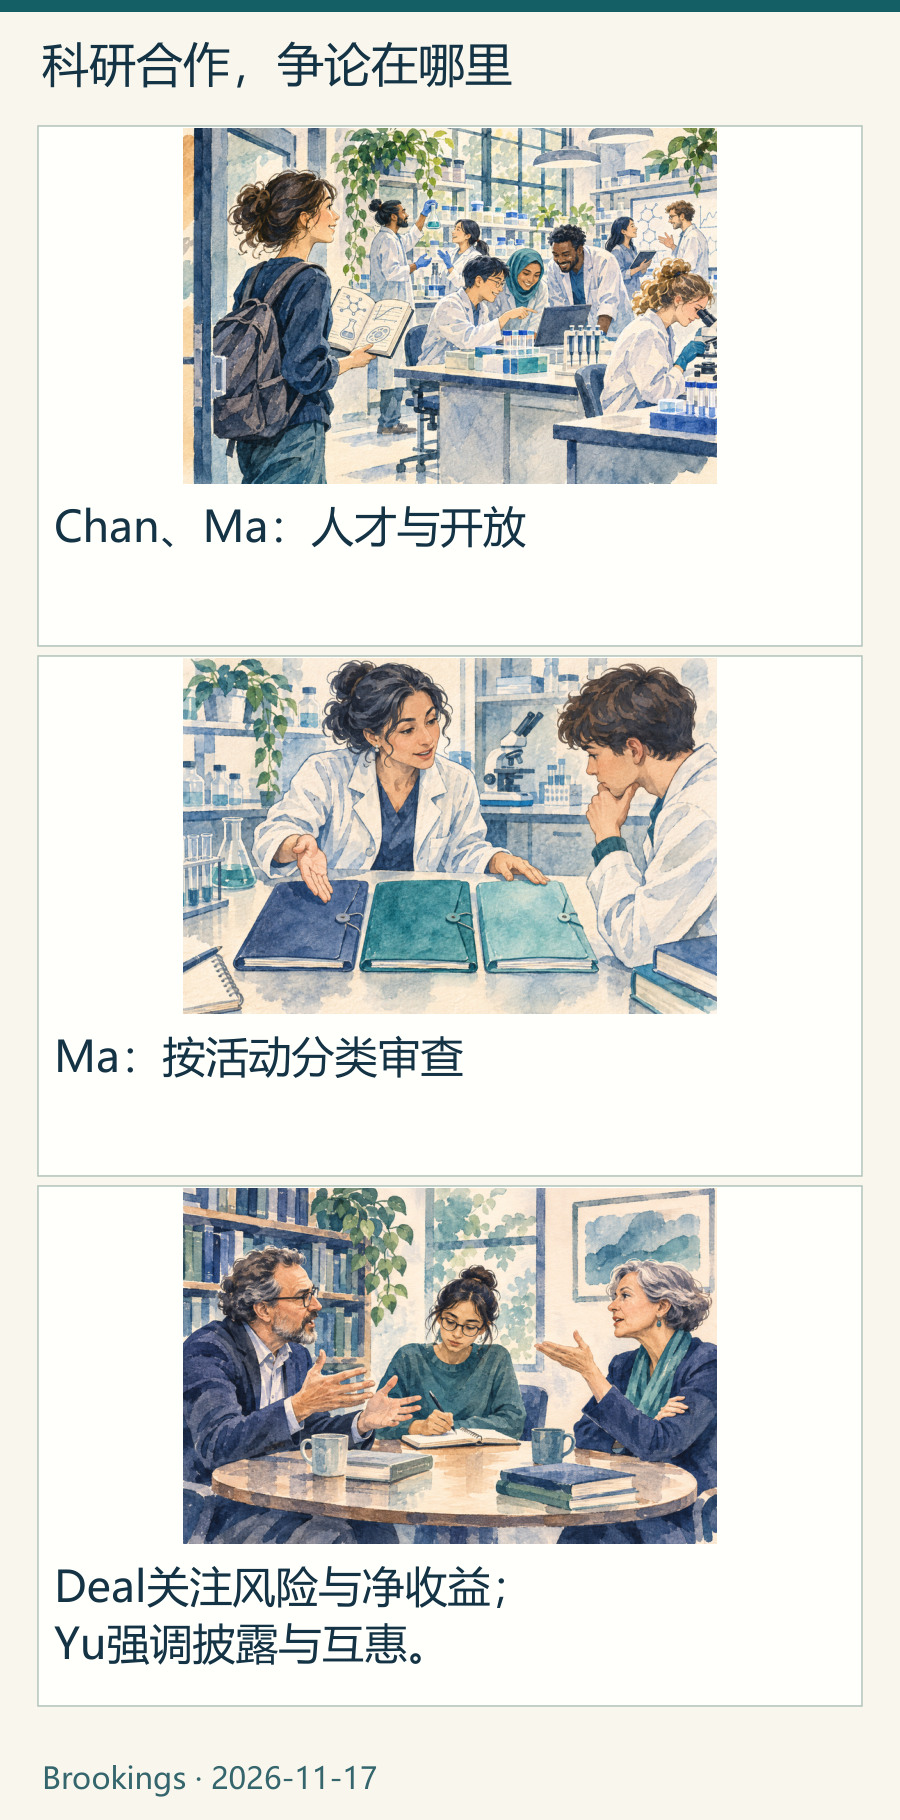 科研合作，争论在哪里
Chan、Ma：人才与开放
Ma：按活动分类审查
Deal关注风险与净收益；
Yu强调披露与互惠。
Brookings · 2026-11-17